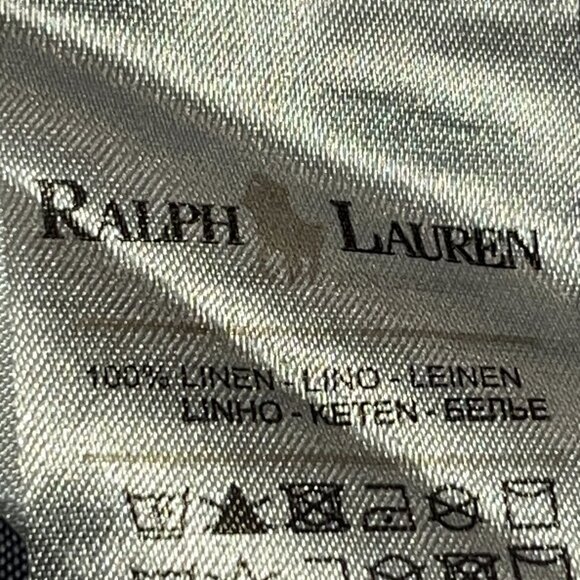 RALPH LAUREN
100% LINEN - LINO - LEINEN
LINHO - KETEN - БЕЛЬЕ